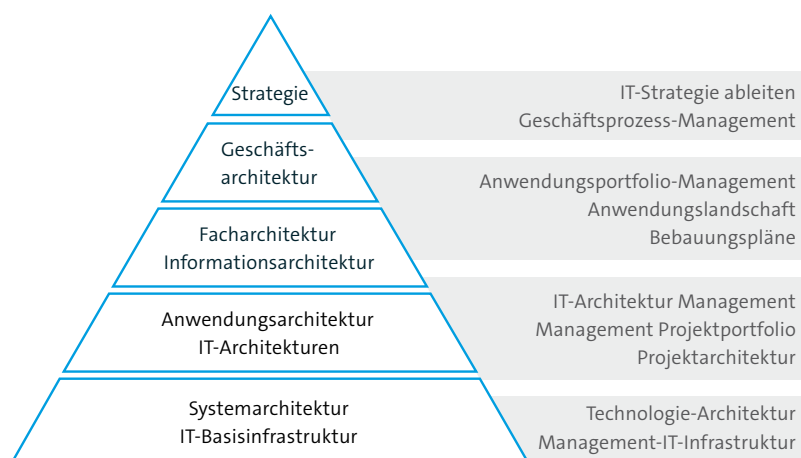 Strategie
IT-Strategie ableiten
Geschäftsprozess-Management
Geschäfts-
architektur
Anwendungsportfolio-Management
Anwendungslandschaft
Bebauungspläne
Facharchitektur
Informationsarchitektur
IT-Architektur Management
Management Projektportfolio
Projektarchitektur
Anwendungsarchitektur
IT-Architekturen
Systemarchitektur
IT-Basisinfrastruktur
Technologie-Architektur
Management-IT-Infrastruktur